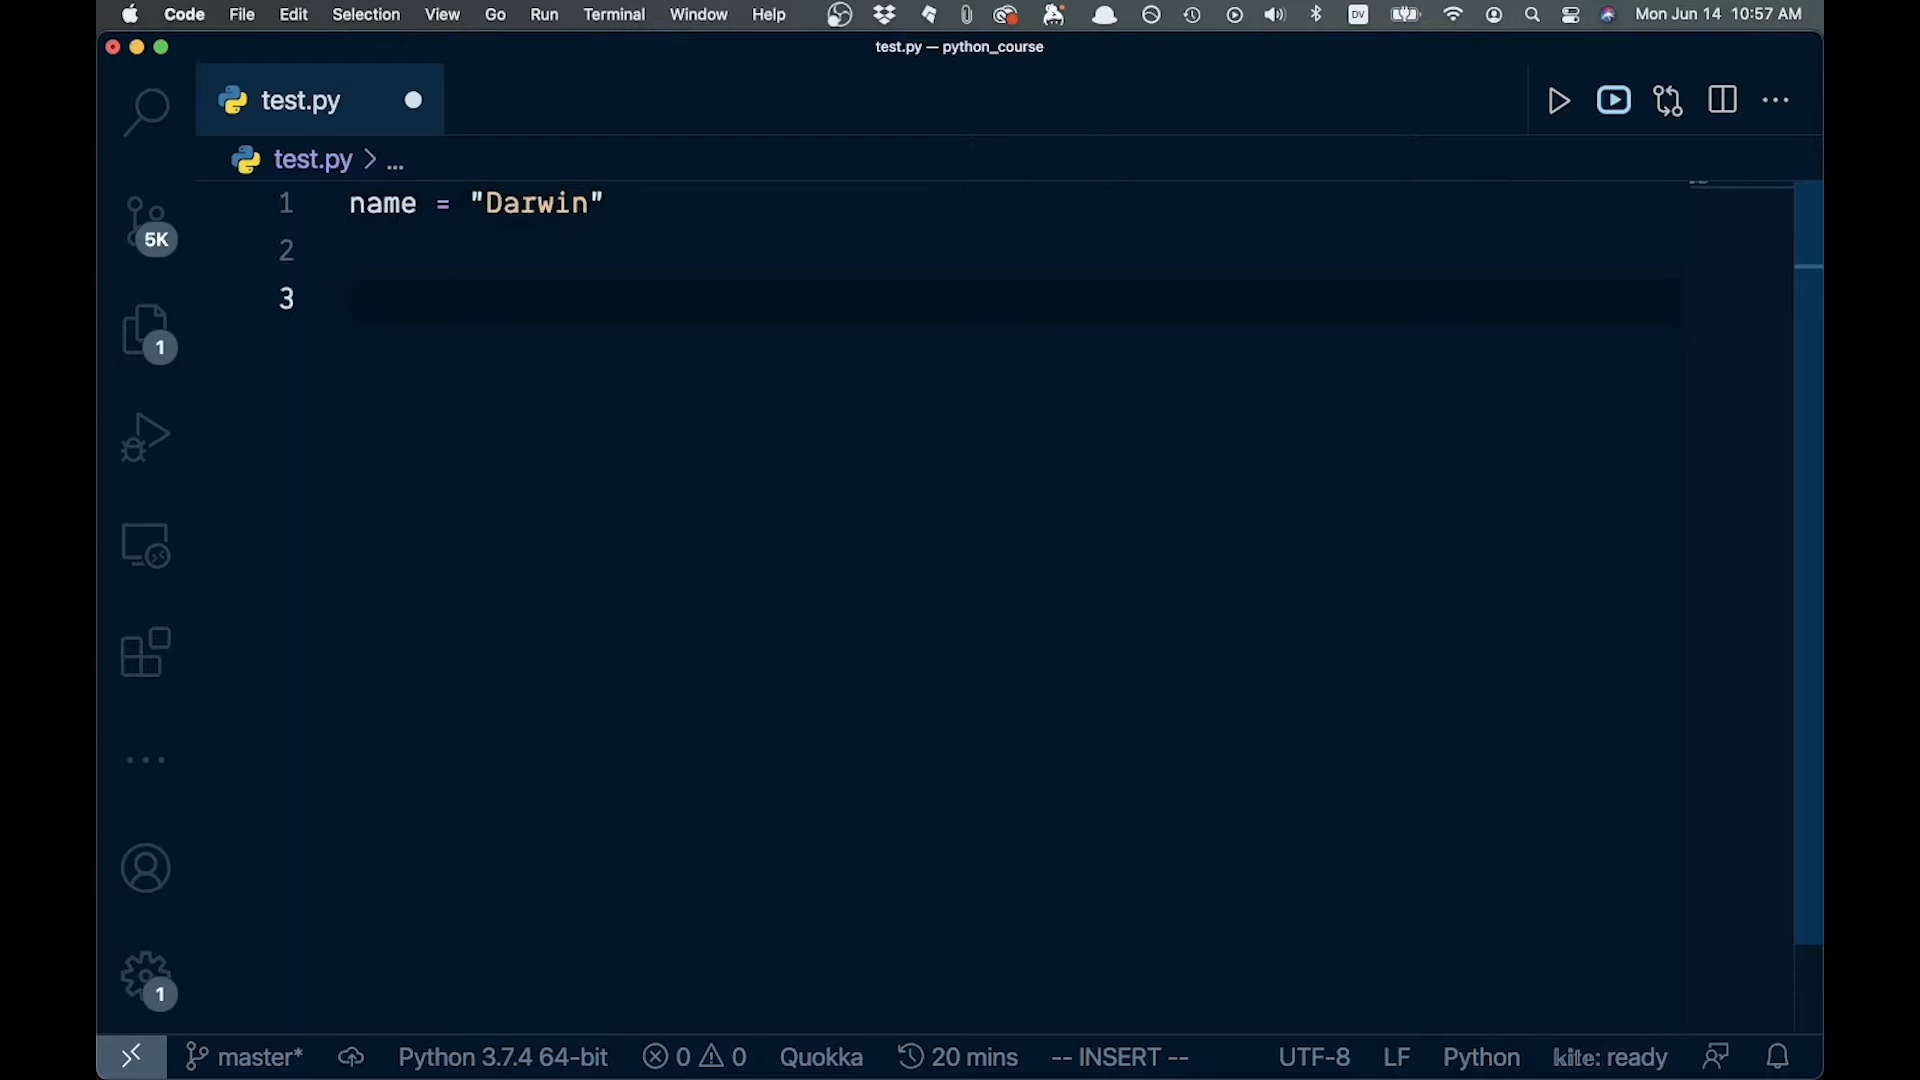 Code File Edit Selection View Go Run Terminal Window Help DV Mon Jun 14 10:57 AM
test.py — python_course
test.py
test.py > ...
1 name = "Darwin"
2
3
5K
1
1
master* Python 3.7.4 64-bit 0 0 Quokka 20 mins -- INSERT -- UTF-8 LF Python kite: ready